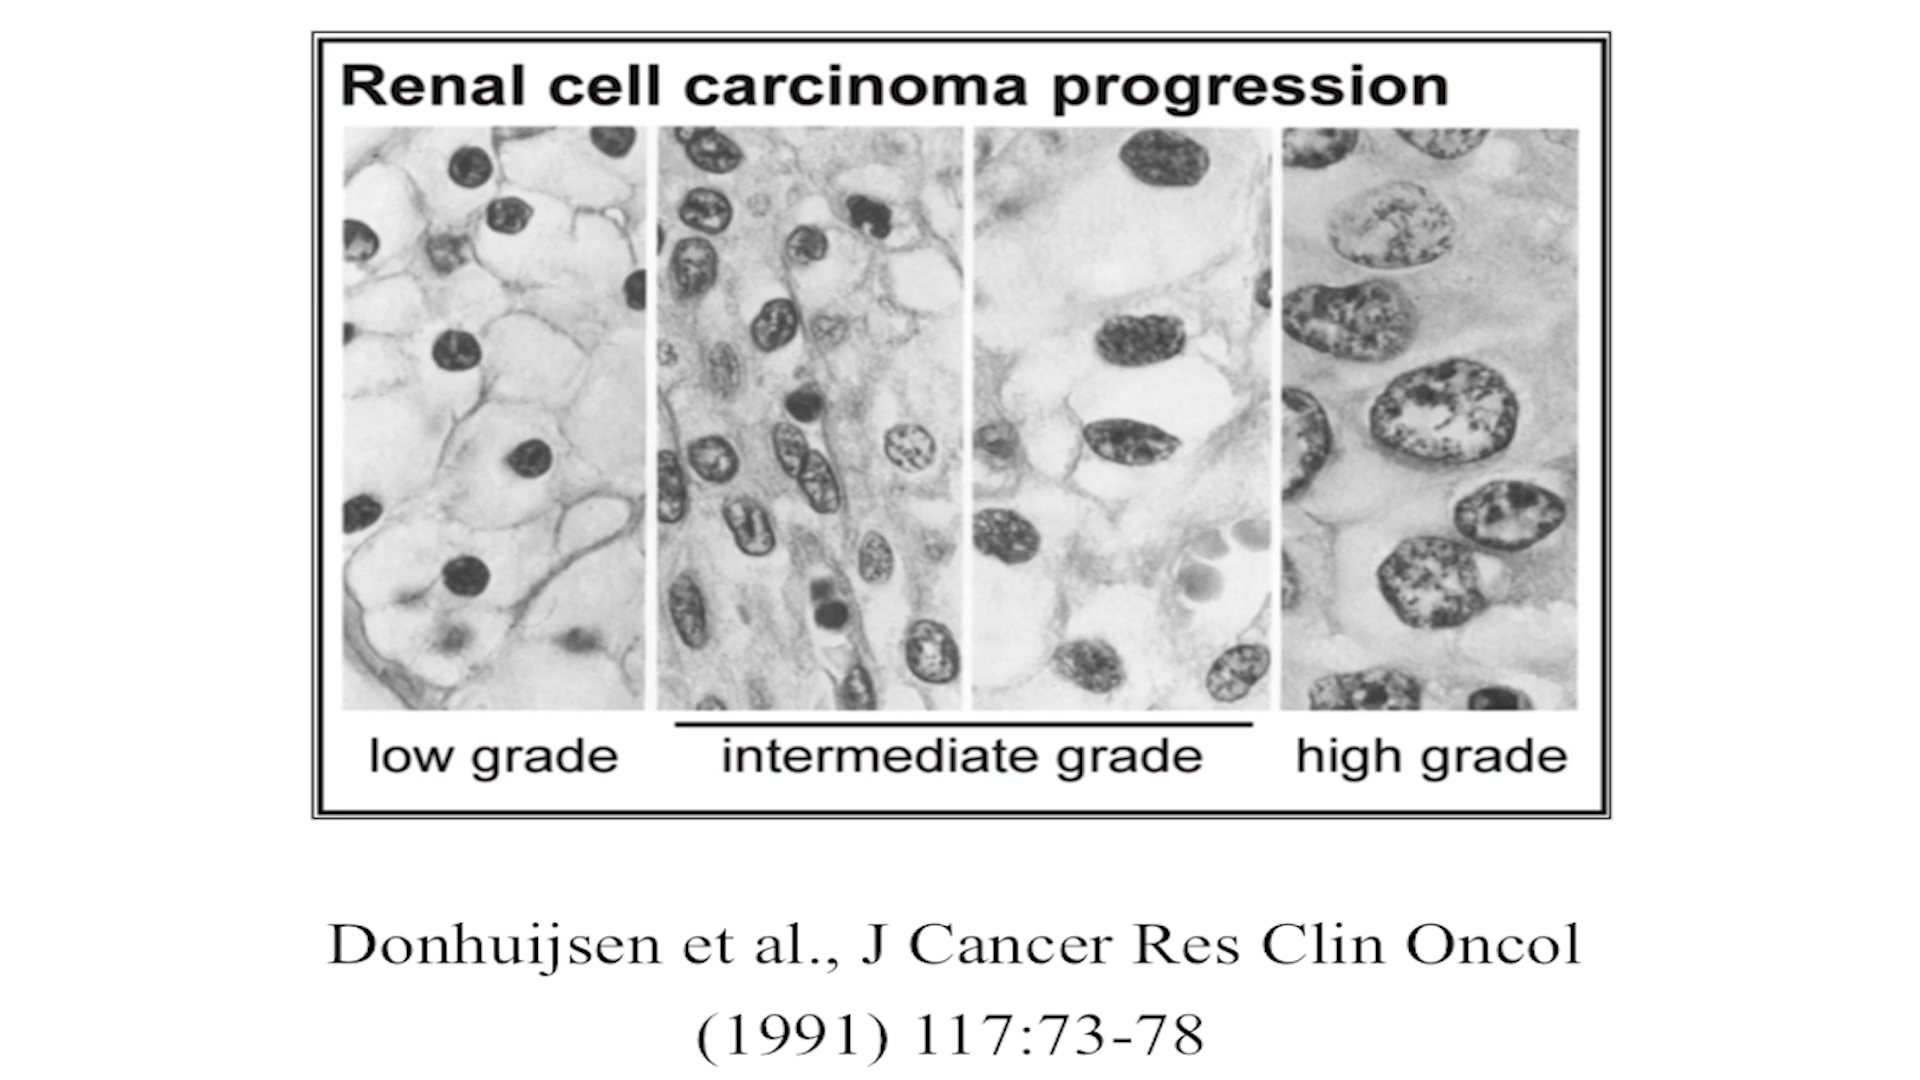 Renal cell carcinoma progression
low grade
intermediate grade
high grade
Donhuijsen et al., J Cancer Res Clin Oncol
(1991) 117:73-78